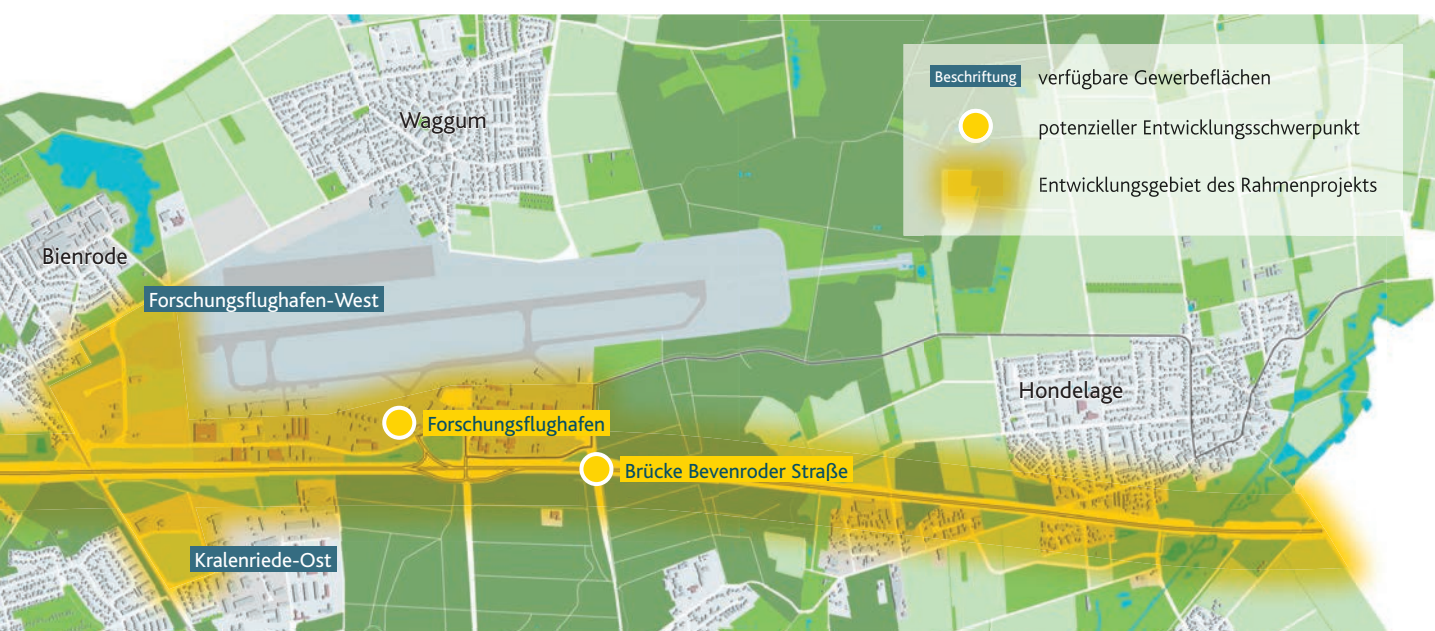 Beschriftung verfügbare Gewerbeflächen
potenzieller Entwicklungsschwerpunkt
Entwicklungsgebiet des Rahmenprojekts
Waggum
Bienrode
Forschungsflughafen-West
Hondelage
Forschungsflughafen
Brücke Bevenroder Straße
Kralenriede-Ost